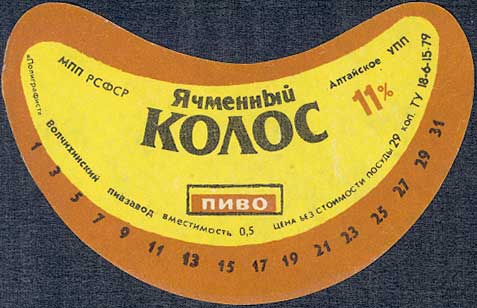 МПП РСФСР
Алтайское УПП
«Полиграфист»
Ячменный
КОЛОС
11%
ПИВО
Волчихинский пивзавод вместимость 0,5 цена без стоимости посуды 29 коп. ТУ 18-6-15-79
1 3 5 7 9 11 13 15 17 19 21 23 25 27 29 31